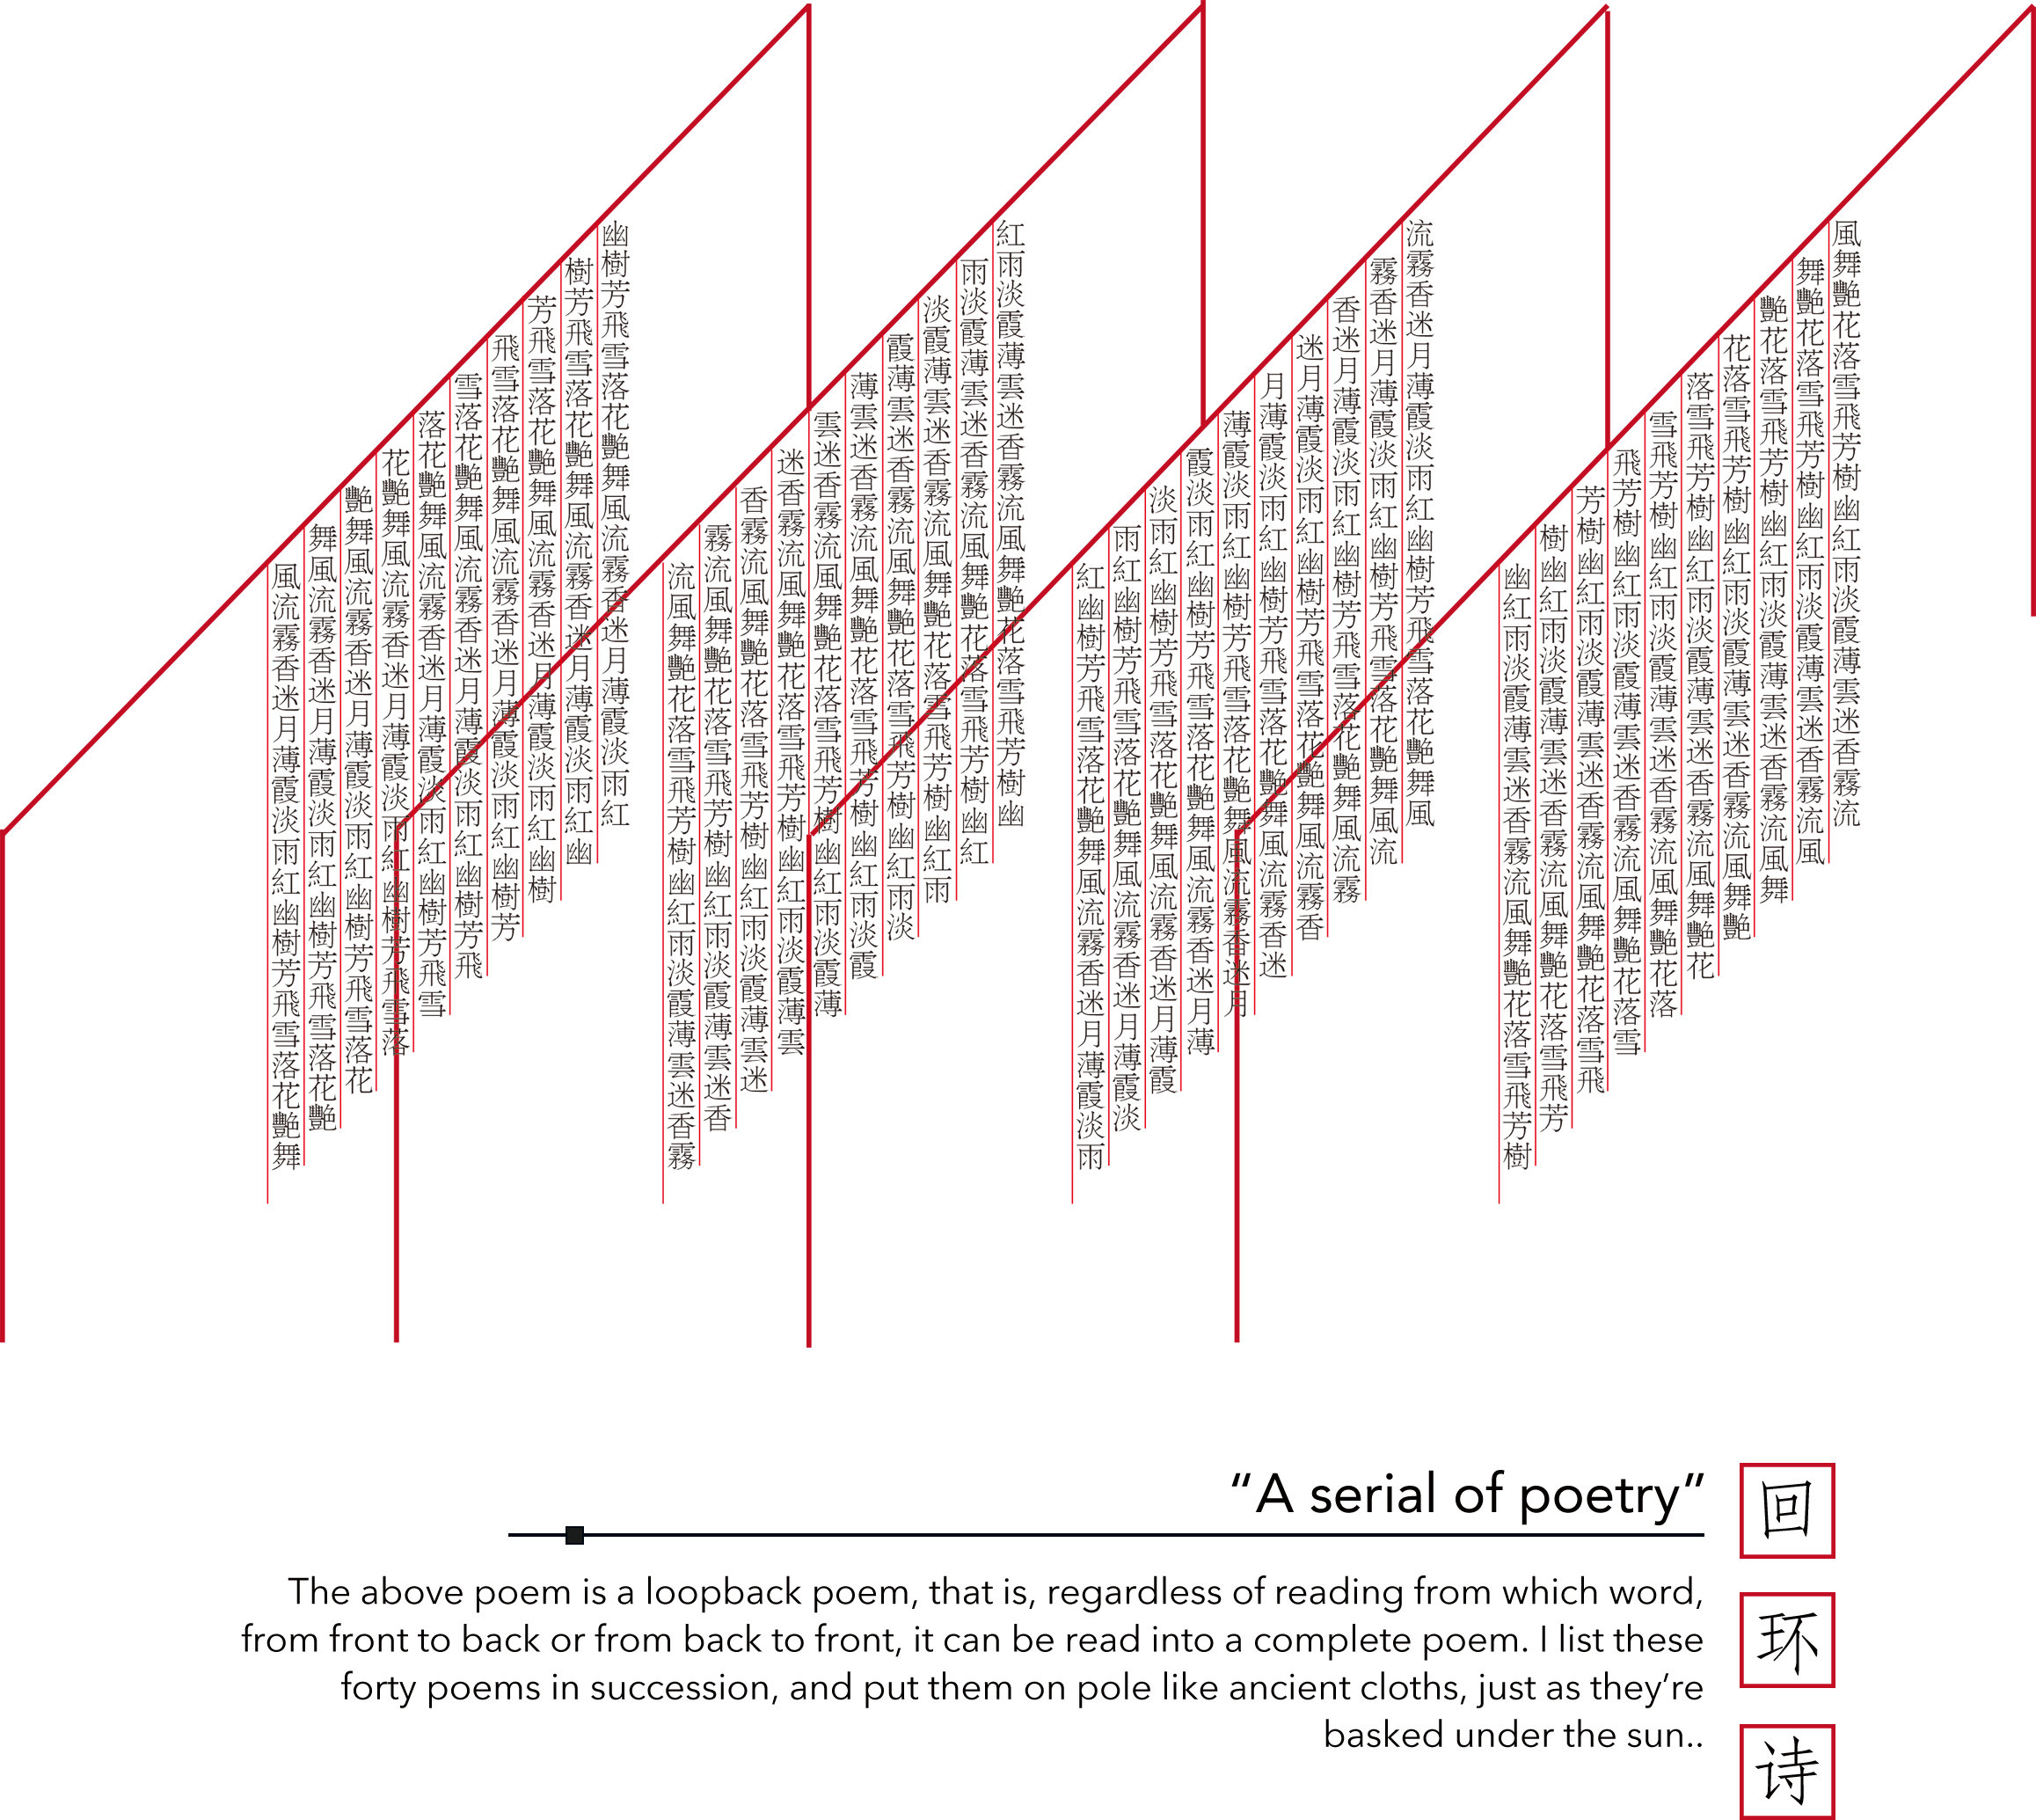 風舞艷花落雪飛芳樹幽紅雨淡霞薄雲迷香霧流
舞艷花落雪飛芳樹幽紅雨淡霞薄雲迷香霧流風
艷花落雪飛芳樹幽紅雨淡霞薄雲迷香霧流風舞
花落雪飛芳樹幽紅雨淡霞薄雲迷香霧流風舞艷
落雪飛芳樹幽紅雨淡霞薄雲迷香霧流風舞艷花
雪飛芳樹幽紅雨淡霞薄雲迷香霧流風舞艷花落
飛芳樹幽紅雨淡霞薄雲迷香霧流風舞艷花落雪
芳樹幽紅雨淡霞薄雲迷香霧流風舞艷花落雪飛
樹幽紅雨淡霞薄雲迷香霧流風舞艷花落雪飛芳
幽紅雨淡霞薄雲迷香霧流風舞艷花落雪飛芳樹
流霧香迷月薄霞淡雨紅幽樹芳飛雪落花艷舞風
霧香迷月薄霞淡雨紅幽樹芳飛雪落花艷舞風流
香迷月薄霞淡雨紅幽樹芳飛雪落花艷舞風流霧
迷月薄霞淡雨紅幽樹芳飛雪落花艷舞風流霧香
月薄霞淡雨紅幽樹芳飛雪落花艷舞風流霧香迷
薄霞淡雨紅幽樹芳飛雪落花艷舞風流霧香迷月
霞淡雨紅幽樹芳飛雪落花艷舞風流霧香迷月薄
淡雨紅幽樹芳飛雪落花艷舞風流霧香迷月薄霞
雨紅幽樹芳飛雪落花艷舞風流霧香迷月薄霞淡
紅幽樹芳飛雪落花艷舞風流霧香迷月薄霞淡雨
紅雨淡霞薄雲迷香霧流風舞艷花落雪飛芳樹幽
雨淡霞薄雲迷香霧流風舞艷花落雪飛芳樹幽紅
淡霞薄雲迷香霧流風舞艷花落雪飛芳樹幽紅雨
霞薄雲迷香霧流風舞艷花落雪飛芳樹幽紅雨淡
薄雲迷香霧流風舞艷花落雪飛芳樹幽紅雨淡霞
雲迷香霧流風舞艷花落雪飛芳樹幽紅雨淡霞薄
迷香霧流風舞艷花落雪飛芳樹幽紅雨淡霞薄雲
香霧流風舞艷花落雪飛芳樹幽紅雨淡霞薄雲迷
霧流風舞艷花落雪飛芳樹幽紅雨淡霞薄雲迷香
流風舞艷花落雪飛芳樹幽紅雨淡霞薄雲迷香霧
幽樹芳飛雪落花艷舞風流霧香迷月薄霞淡雨紅
樹芳飛雪落花艷舞風流霧香迷月薄霞淡雨紅幽
芳飛雪落花艷舞風流霧香迷月薄霞淡雨紅幽樹
飛雪落花艷舞風流霧香迷月薄霞淡雨紅幽樹芳
雪落花艷舞風流霧香迷月薄霞淡雨紅幽樹芳飛
落花艷舞風流霧香迷月薄霞淡雨紅幽樹芳飛雪
花艷舞風流霧香迷月薄霞淡雨紅幽樹芳飛雪落
艷舞風流霧香迷月薄霞淡雨紅幽樹芳飛雪落花
舞風流霧香迷月薄霞淡雨紅幽樹芳飛雪落花艷
風流霧香迷月薄霞淡雨紅幽樹芳飛雪落花艷舞
“A serial of poetry”
The above poem is a loopback poem, that is, regardless of reading from which word,
from front to back or from back to front, it can be read into a complete poem. I list these
forty poems in succession, and put them on pole like ancient cloths, just as they’re
basked under the sun..
回
环
诗